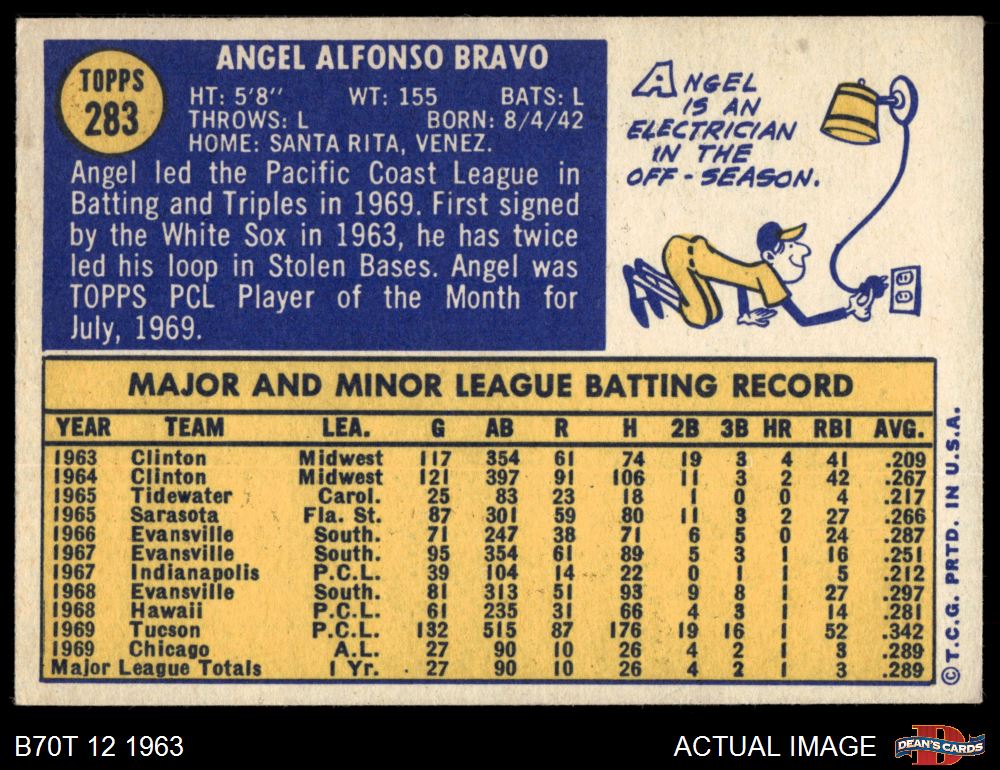 TOPPS
283
ANGEL ALFONSO BRAVO
HT: 5'8" WT: 155 BATS: L
THROWS: L BORN: 8/4/42
HOME: SANTA RITA, VENEZ.
Angel led the Pacific Coast League in
Batting and Triples in 1969. First signed
by the White Sox in 1963, he has twice
led his loop in Stolen Bases. Angel was
TOPPS PCL Player of the Month for
July, 1969.
ANGEL
IS AN
ELECTRICIAN
IN THE
OFF-SEASON.
MAJOR AND MINOR LEAGUE BATTING RECORD
YEAR TEAM LEA. G AB R H 2B 3B HR RBI AVG.
1963 Clinton Midwest 117 354 61 74 19 3 4 41 .209
1964 Clinton Midwest 121 397 91 106 11 3 2 42 .267
1965 Tidewater Carol. 25 83 23 18 1 0 0 4 .217
1965 Sarasota Fla. St. 87 301 59 80 11 3 2 27 .266
1966 Evansville South. 71 247 38 71 6 5 0 24 .287
1967 Evansville South. 95 354 61 89 5 3 1 16 .251
1967 Indianapolis P.C.L. 39 104 14 22 0 1 1 5 .212
1968 Evansville South. 81 313 51 93 9 8 1 27 .297
1968 Hawaii P.C.L. 61 235 31 66 4 3 1 14 .281
1969 Tucson P.C.L. 132 515 87 176 19 16 1 52 .342
1969 Chicago A.L. 27 90 10 26 4 2 1 3 .289
Major League Totals 1 Yr. 27 90 10 26 4 2 1 3 .289
© T.C.G. PRTD. IN U.S.A.
B70T 12 1963
ACTUAL IMAGE
D
DEAN'S CARDS